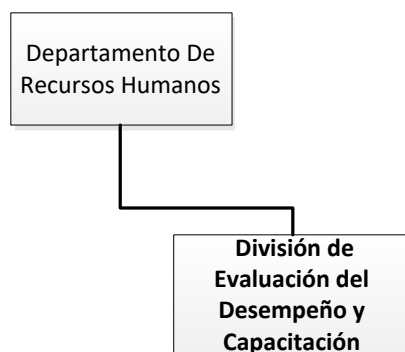 Departamento De
Recursos Humanos
División de
Evaluación del
Desempeño y
Capacitación